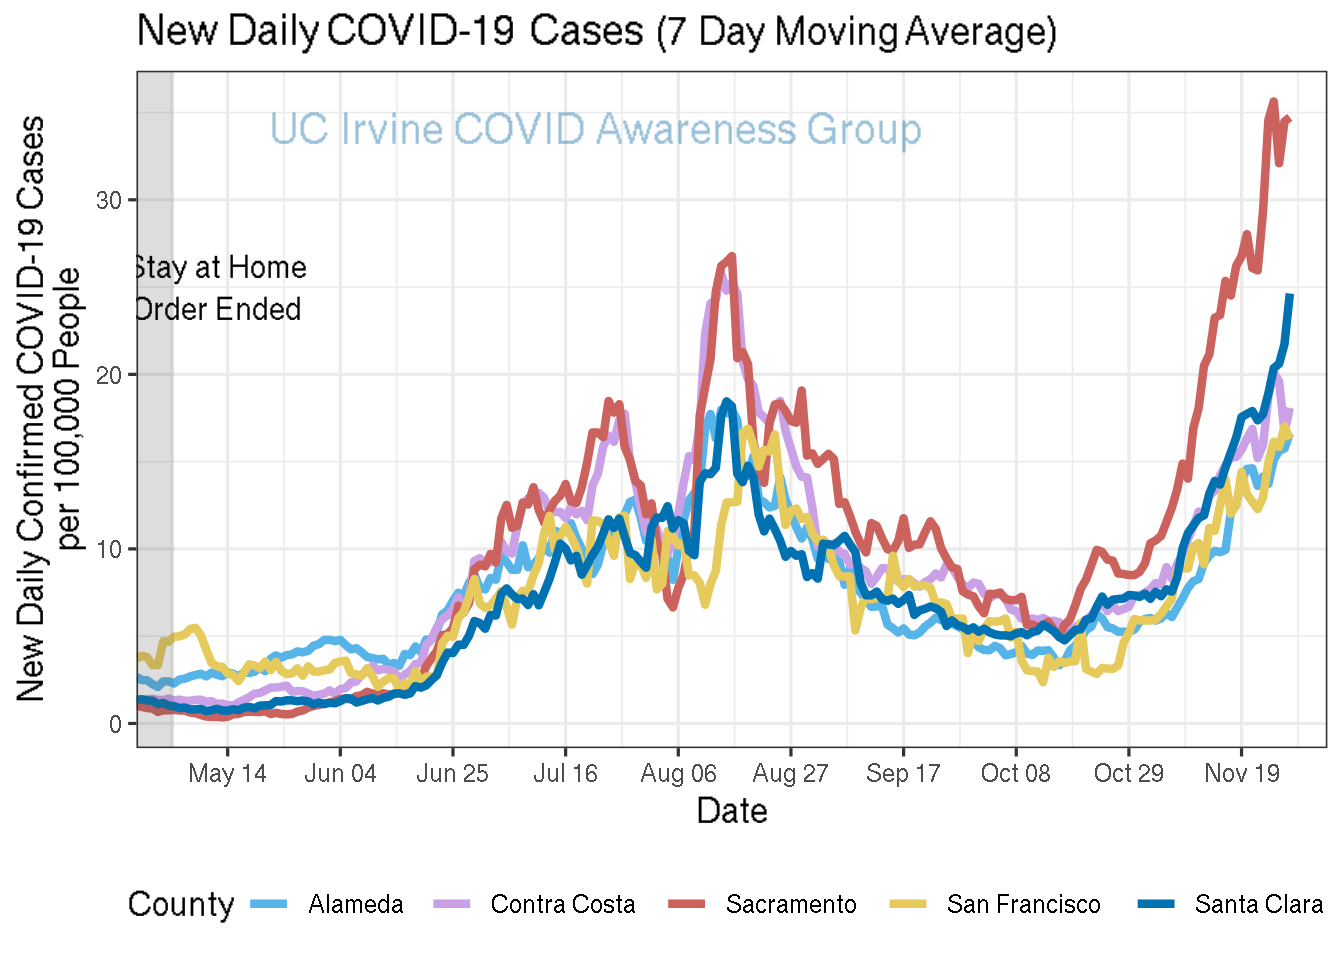 New Daily COVID-19 Cases (7 Day Moving Average)
UC Irvine COVID Awareness Group
New Daily Confirmed COVID-19 Cases
per 100,000 People
30
20
10
0
Stay at Home
Order Ended
May 14 Jun 04 Jun 25 Jul 16 Aug 06 Aug 27 Sep 17 Oct 08 Oct 29 Nov 19
Date
County Alameda Contra Costa Sacramento San Francisco Santa Clara